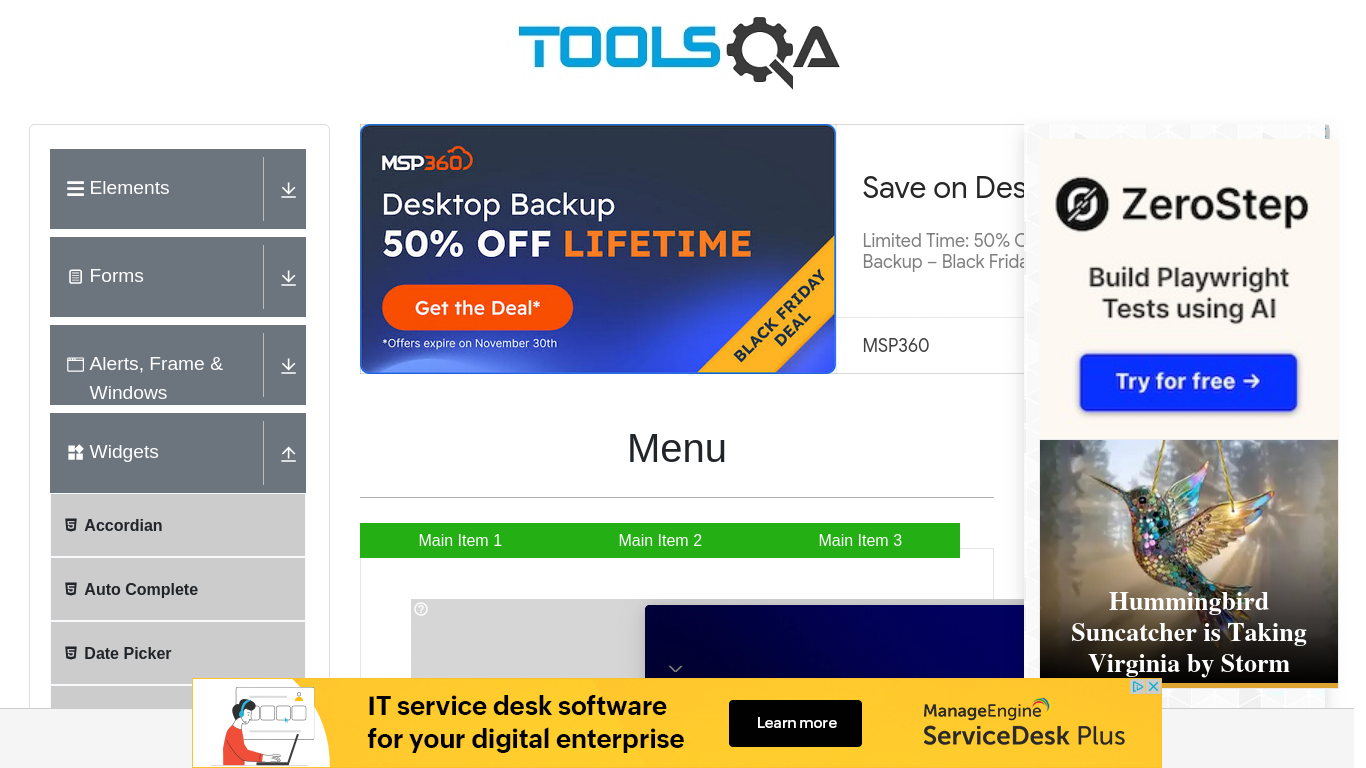 TOOLSQA
Elements
Forms
Alerts, Frame &
Windows
Widgets
Accordian
Auto Complete
Date Picker
MSP360
Desktop Backup
50% OFF LIFETIME
Get the Deal*
*Offers expire on November 30th
BLACK FRIDAY
DEAL
Save on Des
Limited Time: 50% O
Backup – Black Frida
MSP360
ZeroStep
Build Playwright
Tests using AI
Try for free →
Hummingbird
Suncatcher is Taking
Virginia by Storm
Menu
Main Item 1
Main Item 2
Main Item 3
IT service desk software
for your digital enterprise
Learn more
ManageEngine
ServiceDesk Plus